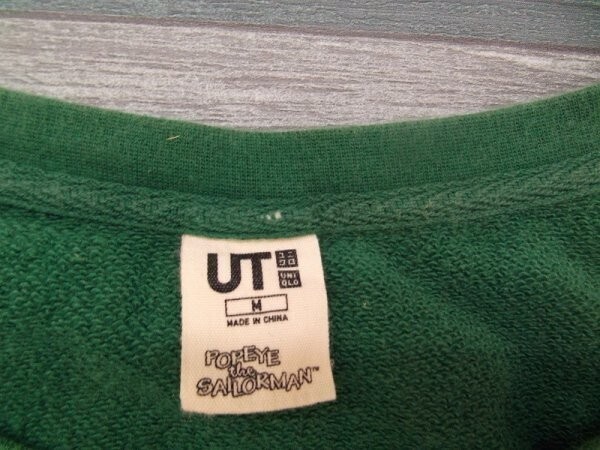 UT
ユニ
クロ
UNI
QLO
M
MADE IN CHINA
POPEYE
the
SAILORMAN™